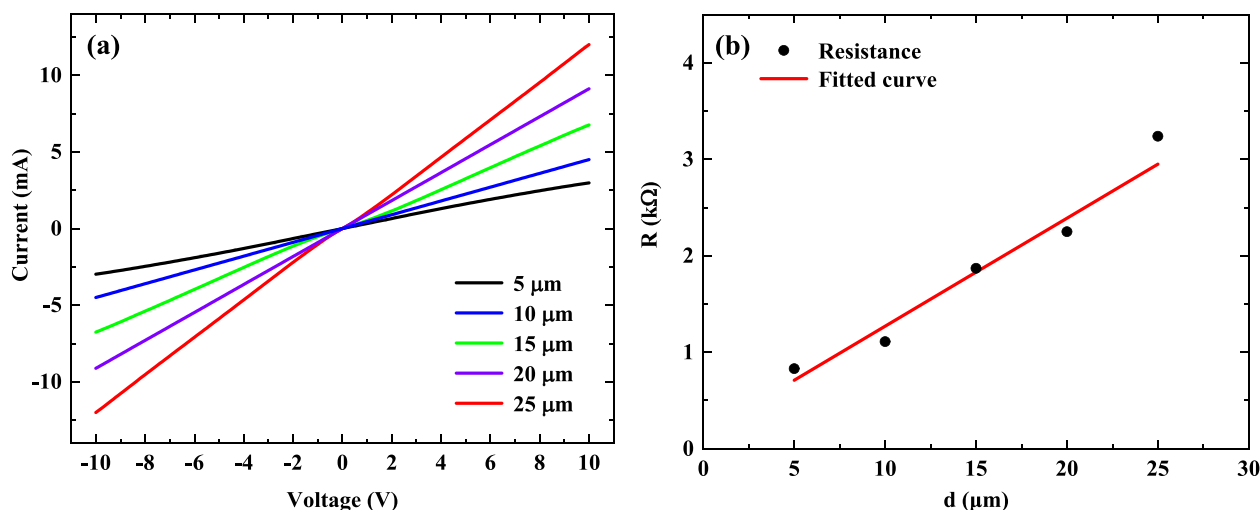 (a)
10
5
0
-5
-10
Current (mA)
5 μm
10 μm
15 μm
20 μm
25 μm
-10 -8 -6 -4 -2 0 2 4 6 8 10
Voltage (V)
(b)
Resistance
Fitted curve
4
3
2
1
0
R (kΩ)
0 5 10 15 20 25 30
d (μm)